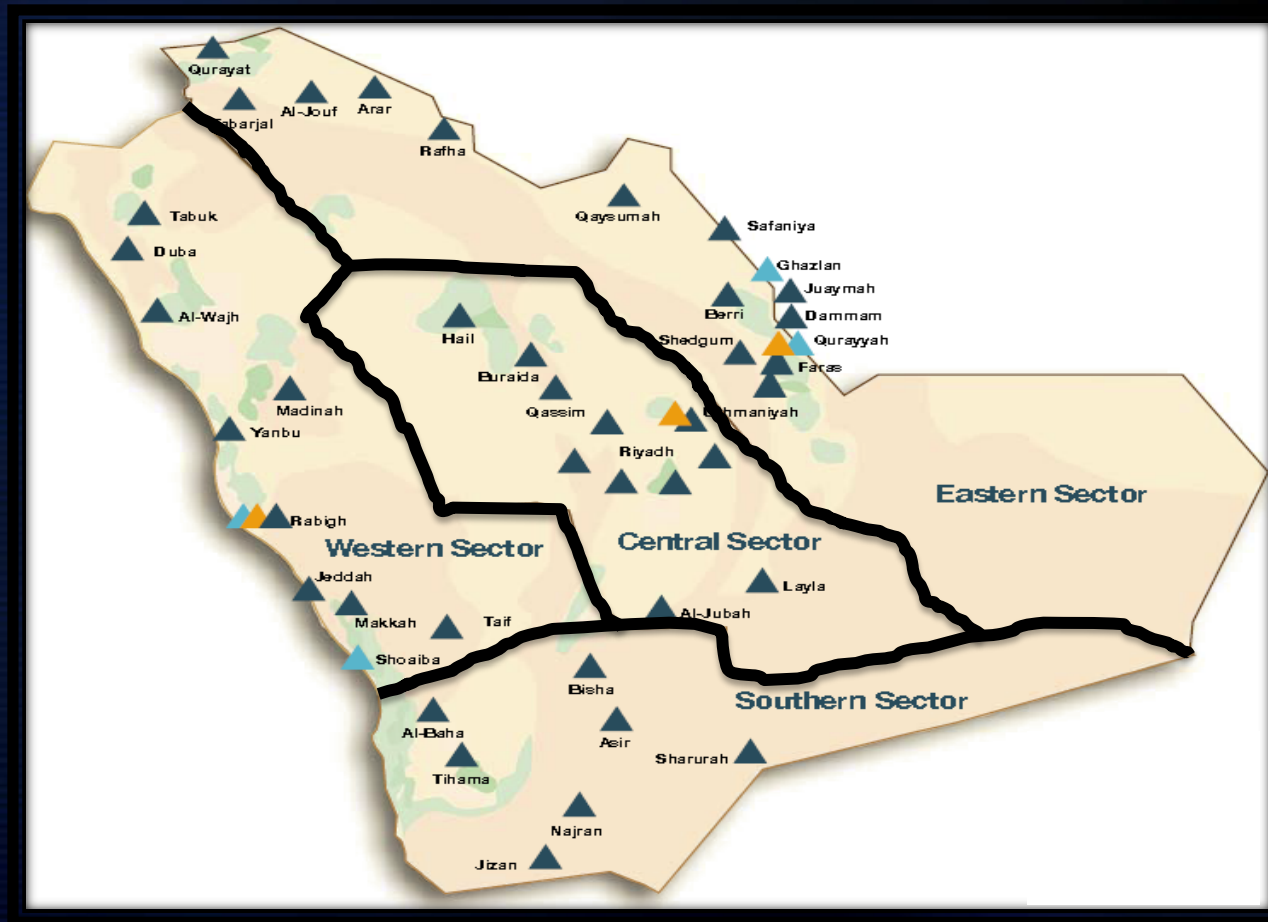 Qurayat
Tabarjal
Al-Jouf
Arar
Rafha
Qaysumah
Safaniya
Tabuk
Duba
Al-Wajh
Ghazlan
Juaymah
Berri
Dammam
Hail
Shedgum
Qurayyah
Buraida
Faras
Madinah
Qassim
Uthmaniyah
Yanbu
Riyadh
Rabigh
Eastern Sector
Western Sector
Central Sector
Jeddah
Layla
Makkah
Taif
Al-Jubah
Shoaiba
Bisha
Southern Sector
Al-Baha
Asir
Sharurah
Tihama
Najran
Jizan